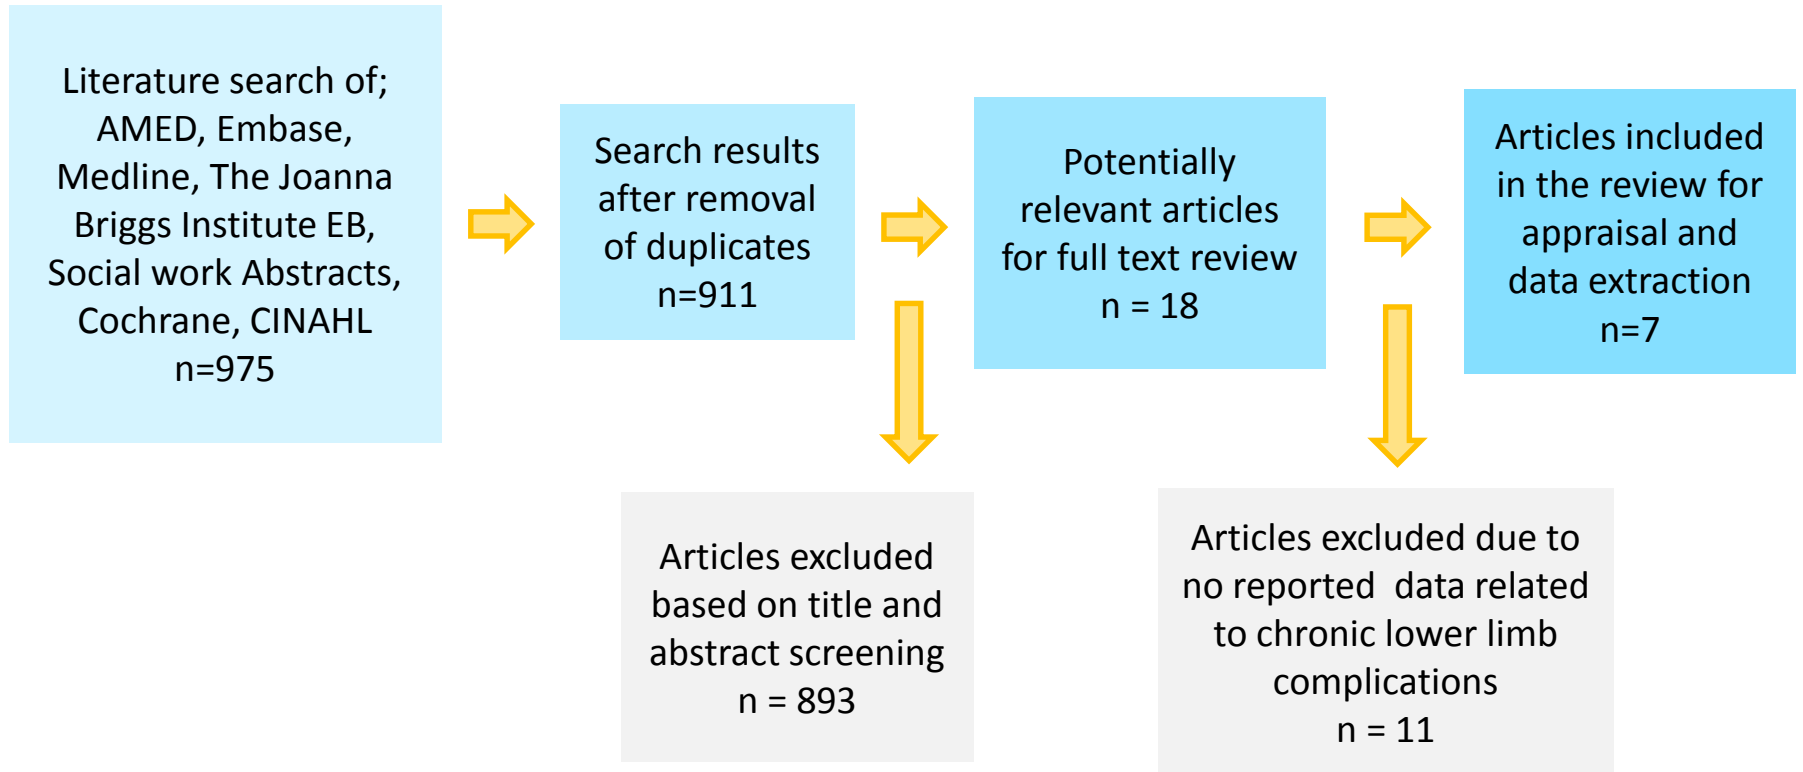 Literature search of;
AMED, Embase,
Medline, The Joanna
Briggs Institute EB,
Social work Abstracts,
Cochrane, CINAHL
n=975
Search results
after removal
of duplicates
n=911
Potentially
relevant articles
for full text review
n = 18
Articles included
in the review for
appraisal and
data extraction
n=7
Articles excluded
based on title and
abstract screening
n = 893
Articles excluded due to
no reported  data related
to chronic lower limb
complications
n = 11